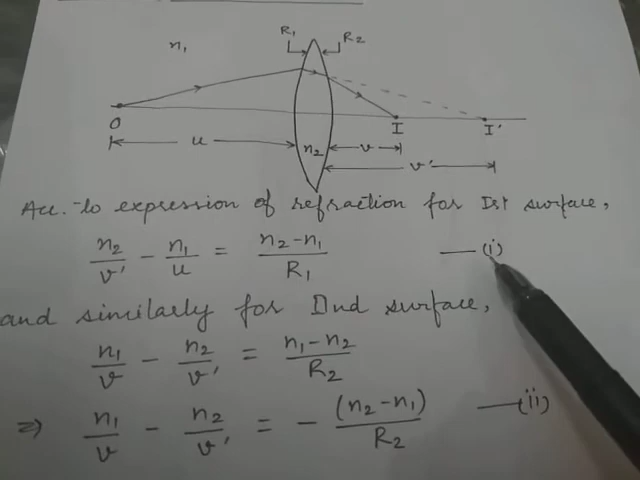 R₁ R₂
n₁
O I I'
u n₂ v
v'
Acc. to expression of refraction for Ist surface,
n₂/v' - n₁/u = (n₂-n₁)/R₁ —(i)
and similarly for IInd surface,
n₁/v - n₂/v' = (n₁-n₂)/R₂
⇒ n₁/v - n₂/v' = - (n₂-n₁)/R₂ —(ii)